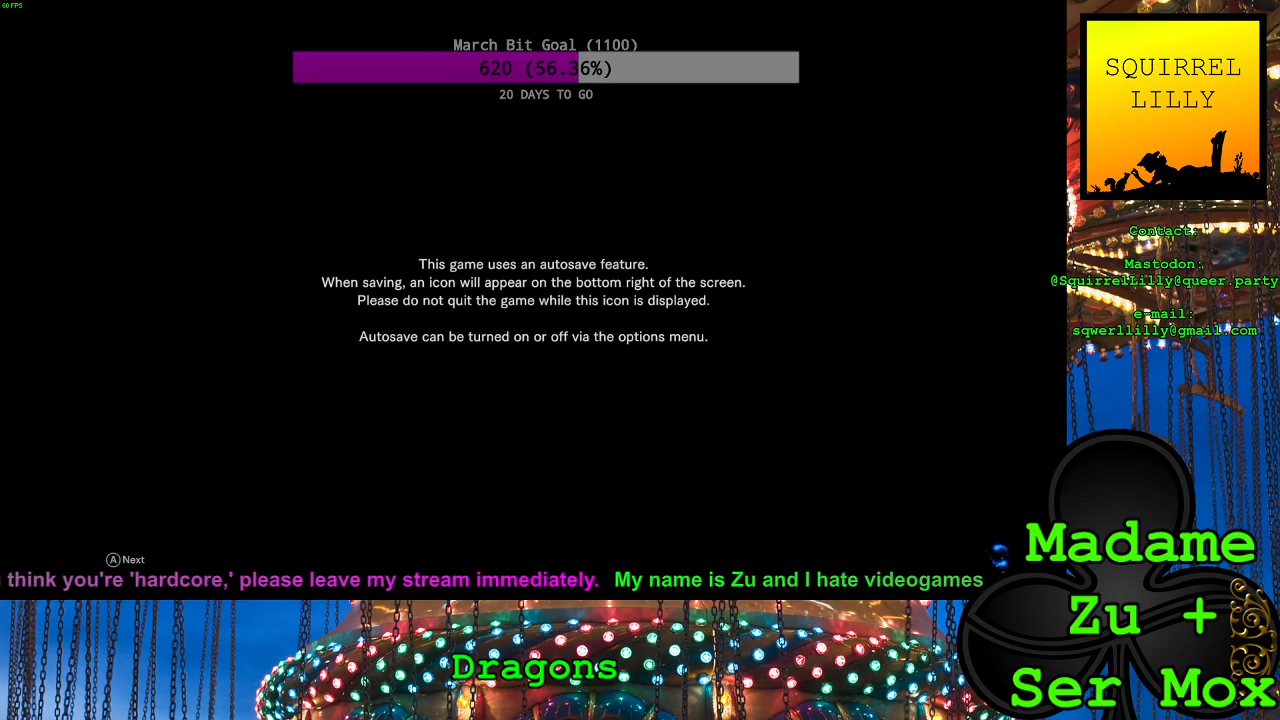 60 FPS
March Bit Goal (1100)
620 (56.36%)
20 DAYS TO GO
SQUIRREL
LILLY
Contact:
Mastodon:
@SquirrelLilly@queer.party
e-mail:
sqwerllilly@gmail.com
This game uses an autosave feature.
When saving, an icon will appear on the bottom right of the screen.
Please do not quit the game while this icon is displayed.
Autosave can be turned on or off via the options menu.
A Next
think you're 'hardcore,' please leave my stream immediately. My name is Zu and I hate videogames
Madame
Zu +
Ser Mox
Dragons